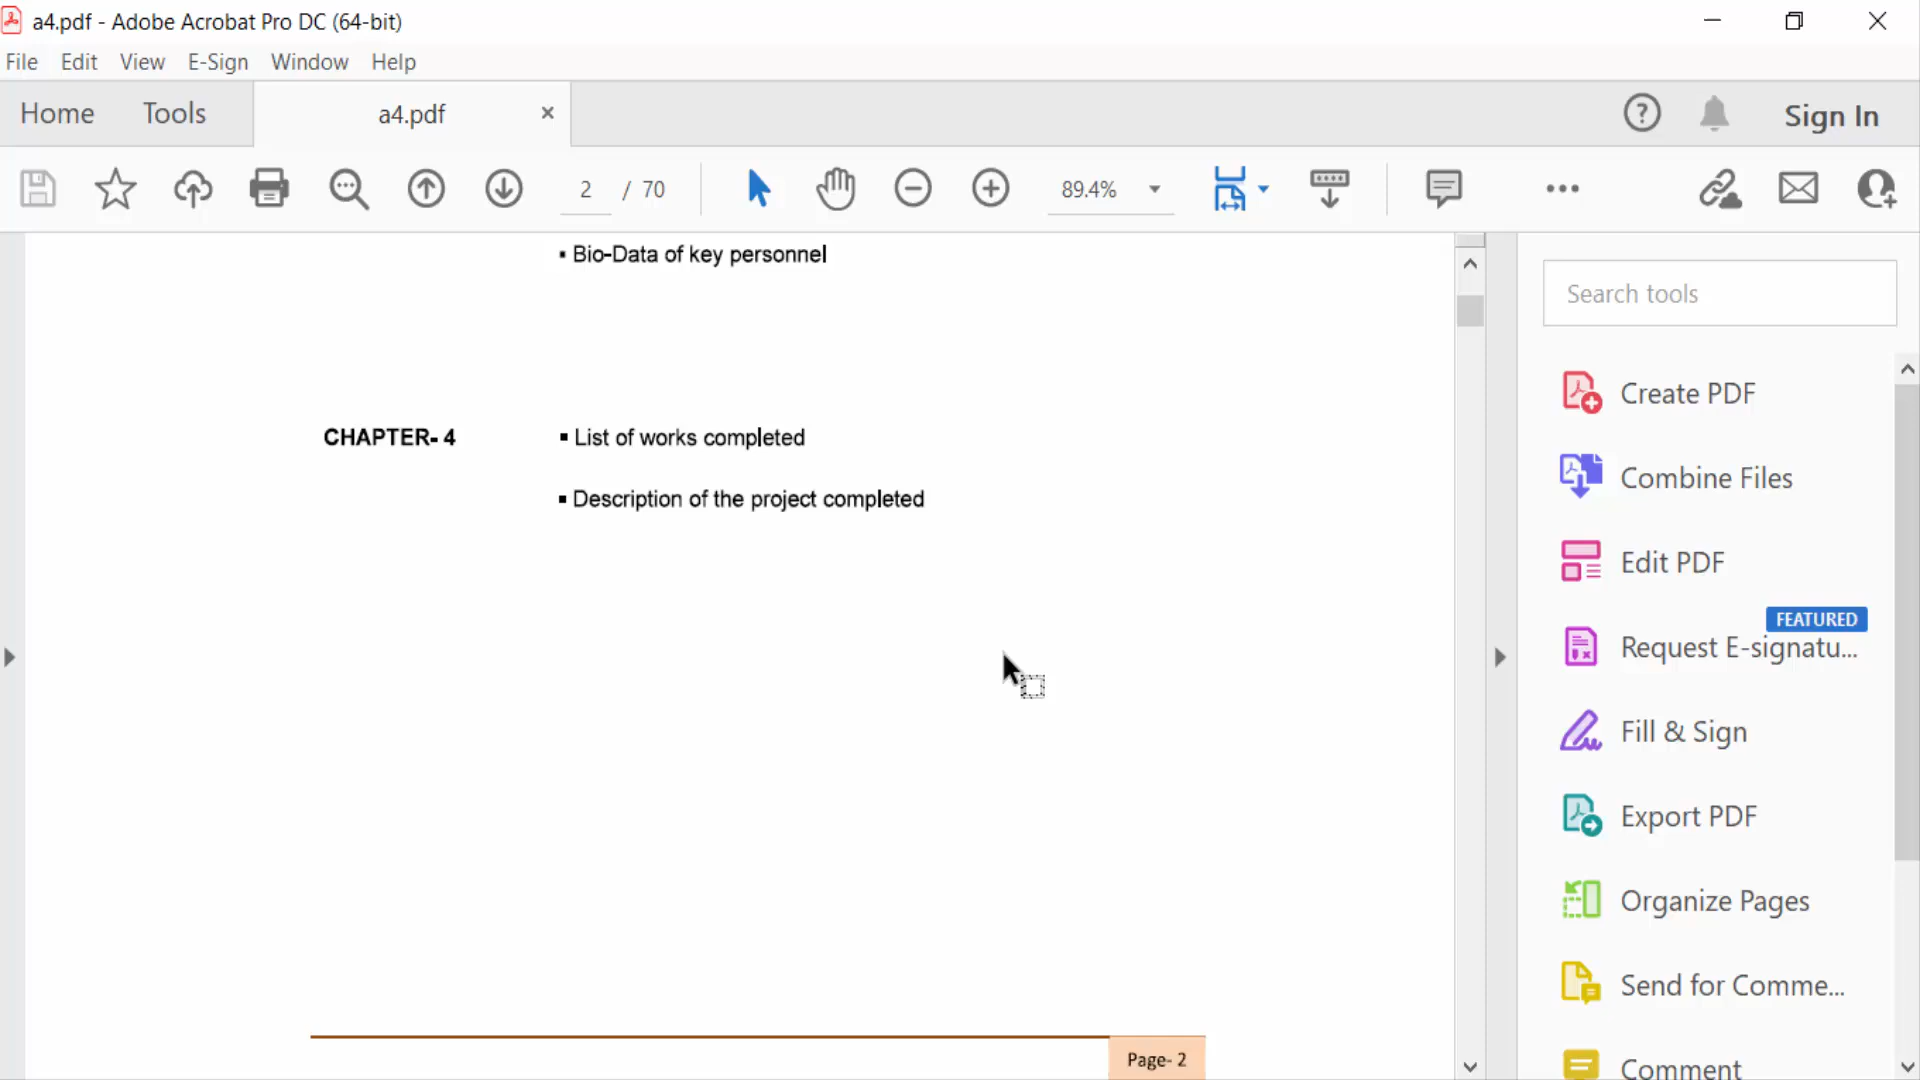 a4.pdf - Adobe Acrobat Pro DC (64-bit)
File Edit View E-Sign Window Help
Home Tools a4.pdf × Sign In
2 / 70 89.4%
▪ Bio-Data of key personnel
CHAPTER- 4 ▪ List of works completed
▪ Description of the project completed
Page- 2
Search tools
Create PDF
Combine Files
Edit PDF
FEATURED
Request E-signatu...
Fill & Sign
Export PDF
Organize Pages
Send for Comme...
Comment